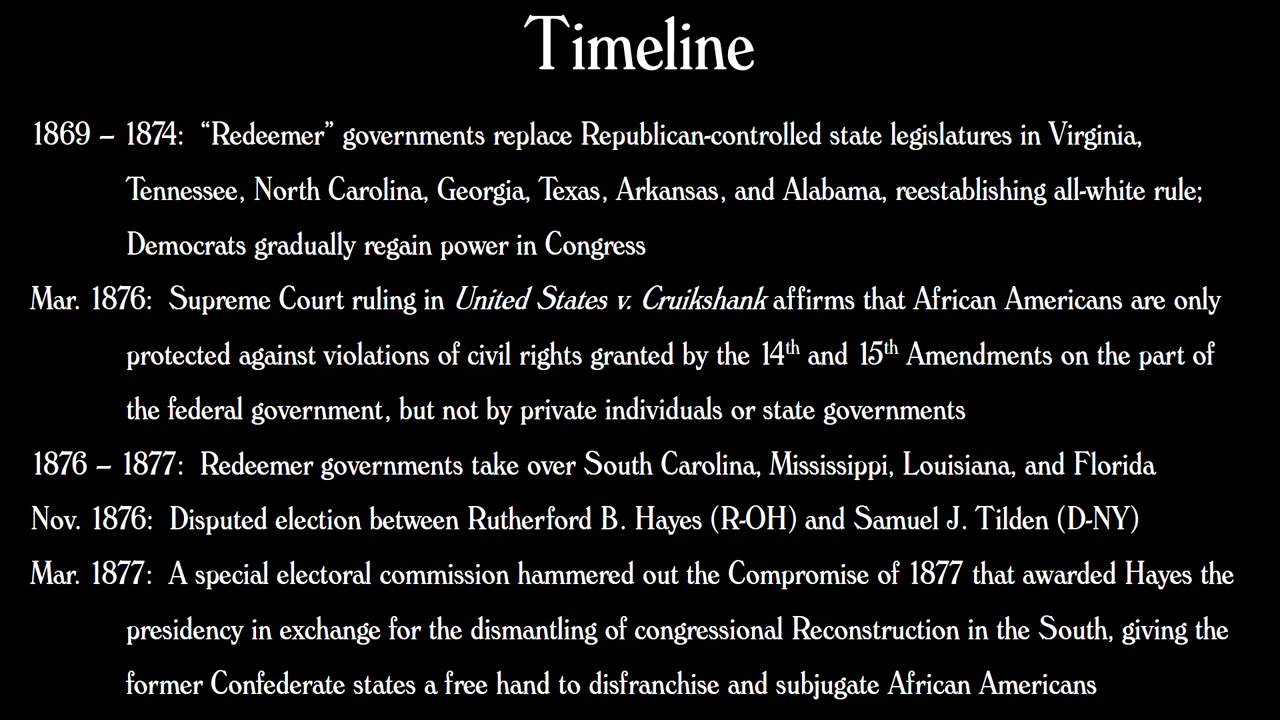 Timeline
1869 – 1874: “Redeemer” governments replace Republican-controlled state legislatures in Virginia,
Tennessee, North Carolina, Georgia, Texas, Arkansas, and Alabama, reestablishing all-white rule;
Democrats gradually regain power in Congress
Mar. 1876: Supreme Court ruling in United States v. Cruikshank affirms that African Americans are only
protected against violations of civil rights granted by the 14th and 15th Amendments on the part of
the federal government, but not by private individuals or state governments
1876 – 1877: Redeemer governments take over South Carolina, Mississippi, Louisiana, and Florida
Nov. 1876: Disputed election between Rutherford B. Hayes (R-OH) and Samuel J. Tilden (D-NY)
Mar. 1877: A special electoral commission hammered out the Compromise of 1877 that awarded Hayes the
presidency in exchange for the dismantling of congressional Reconstruction in the South, giving the
former Confederate states a free hand to disfranchise and subjugate African Americans